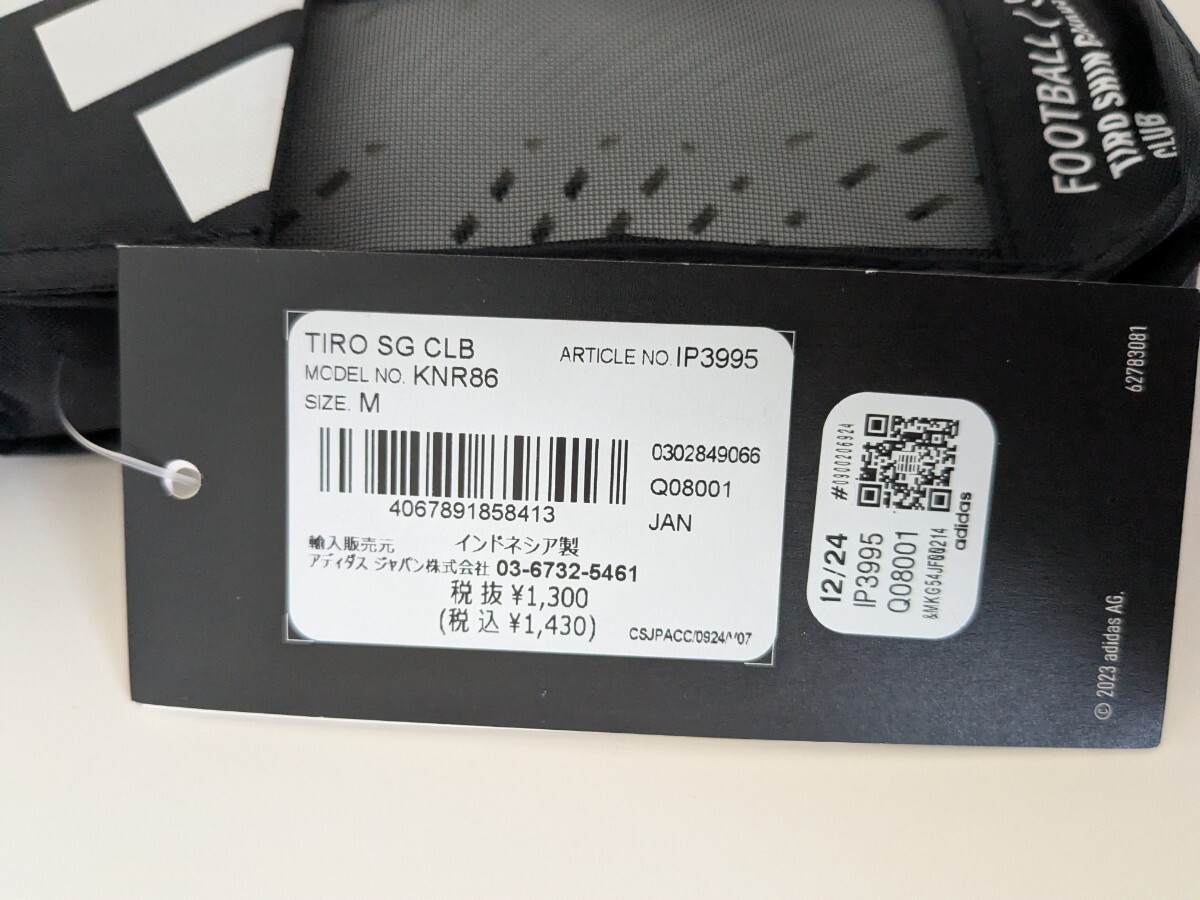 FOOTBALL /
TIRO SHIN
CLUB
TIRO SG CLB
ARTICLE NO. IP3995
MODEL NO. KNR86
SIZE. M
0302849066
Q08001
JAN
4067891858413
輸入販売元 インドネシア製
アディダス ジャパン株式会社 03-6732-5461
税抜 ¥1,300
(税込 ¥1,430)
#0900206924
12/24
IP3995
Q08001
adidas
62783081
© 2023 adidas AG.